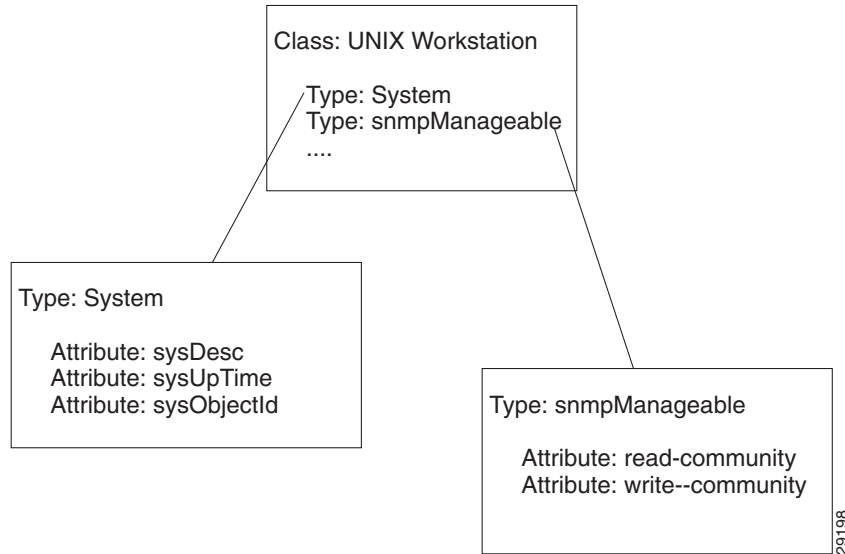 Class: UNIX Workstation
Type: System
Type: snmpManageable
....
Type: System
Attribute: sysDesc
Attribute: sysUpTime
Attribute: sysObjectId
Type: snmpManageable
Attribute: read-community
Attribute: write--community
29198